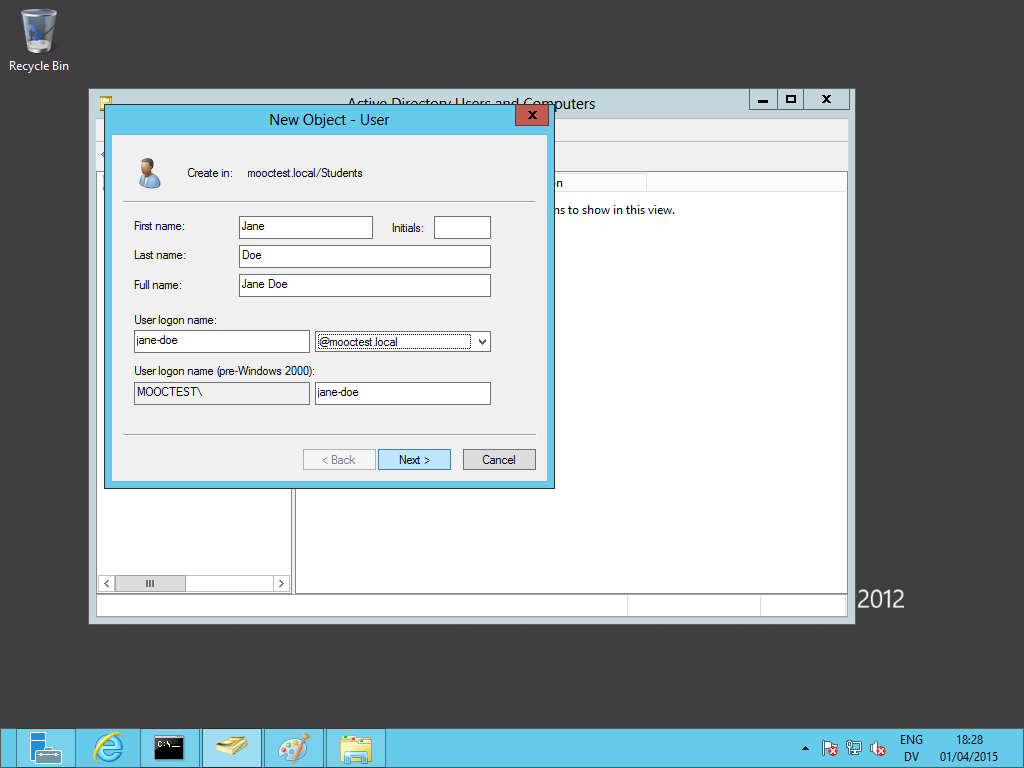 Recycle Bin
Active Directory Users and Computers
New Object - User
Create in: mooctest.local/Students
ns to show in this view.
First name: Jane Initials:
Last name: Doe
Full name: Jane Doe
User logon name:
jane-doe @mooctest.local
User logon name (pre-Windows 2000):
MOOCTEST\ jane-doe
< Back Next > Cancel
2012
C:\_
ENG 18:28
DV 01/04/2015